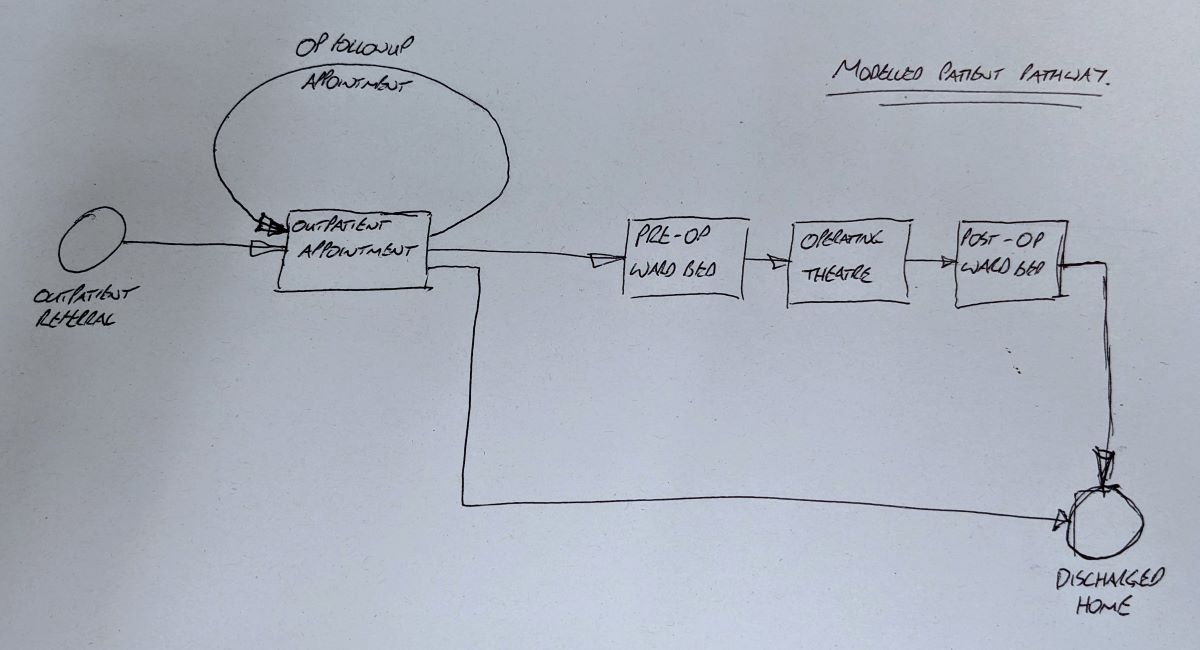 OP FOLLOWUP
APPOINTMENT
MODELLED PATIENT PATHWAY.
OUTPATIENT
APPOINTMENT
OUTPATIENT
REFERRAL
PRE-OP
WARD BED
OPERATING
THEATRE
POST-OP
WARD BED
DISCHARGED
HOME